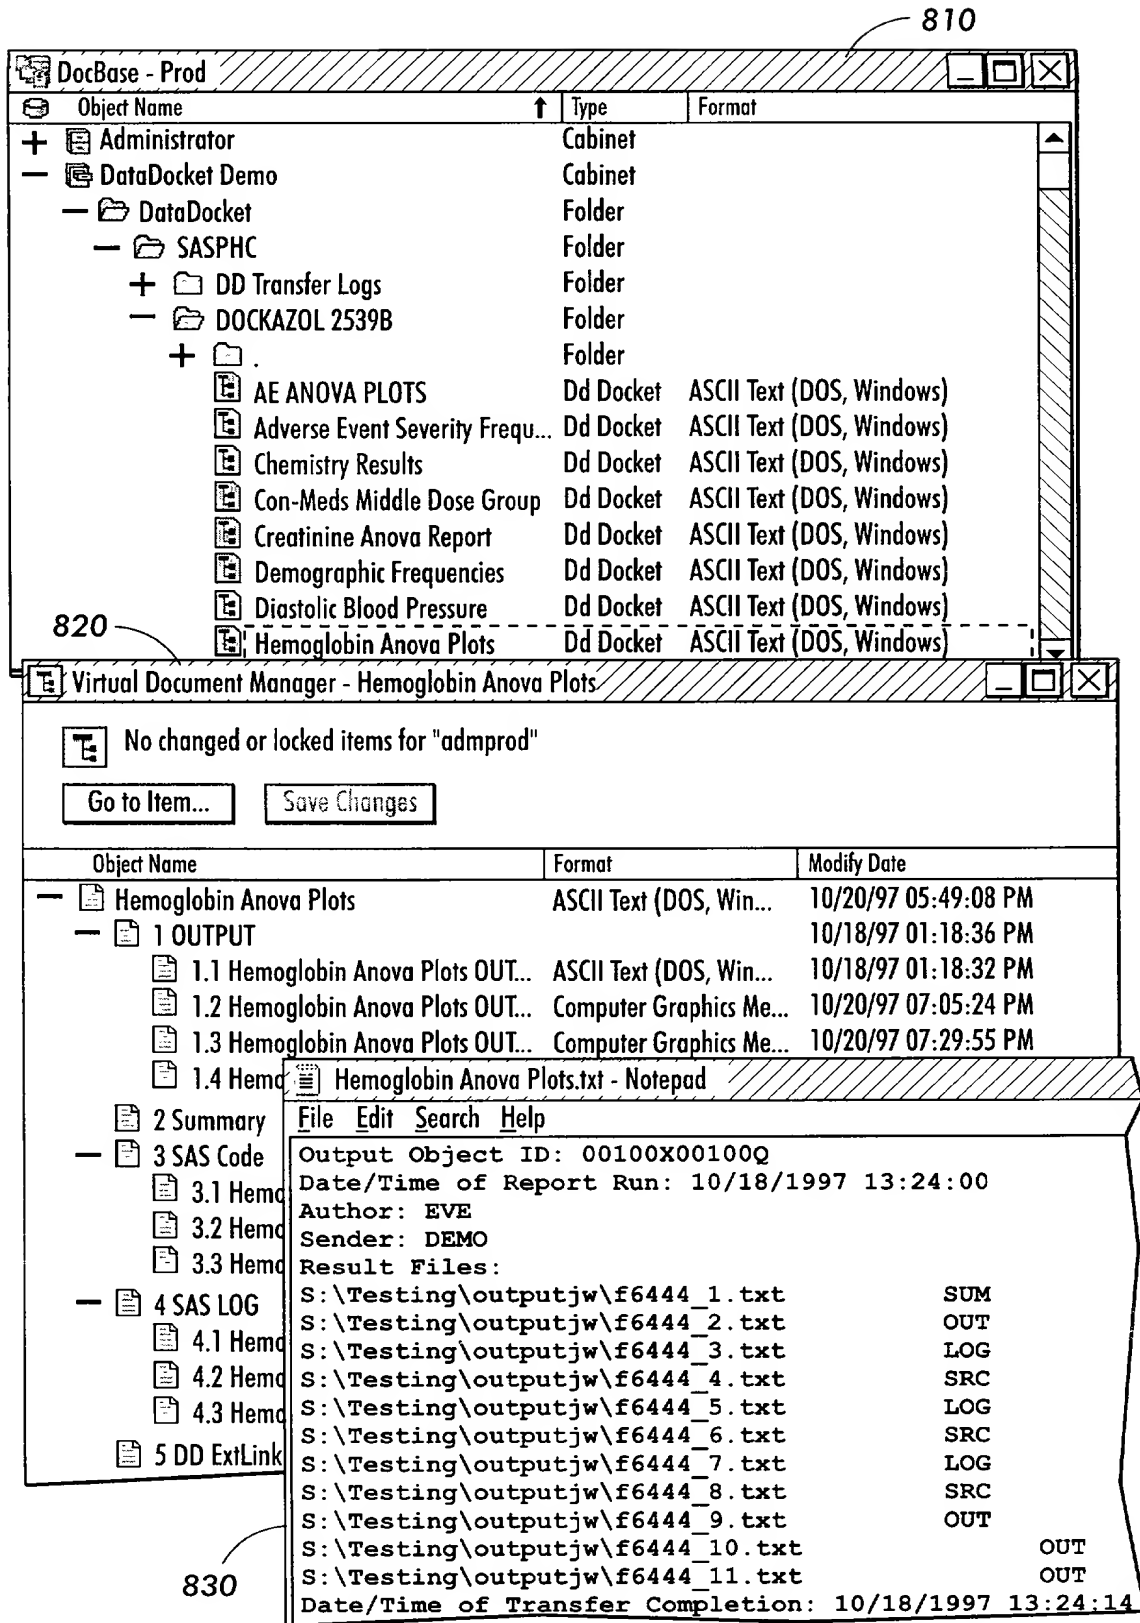 810
DocBase - Prod
Object Name Type Format
Administrator Cabinet
DataDocket Demo Cabinet
DataDocket Folder
SASPHC Folder
DD Transfer Logs Folder
DOCKAZOL 2539B Folder
. Folder
AE ANOVA PLOTS Dd Docket ASCII Text (DOS, Windows)
Adverse Event Severity Frequ... Dd Docket ASCII Text (DOS, Windows)
Chemistry Results Dd Docket ASCII Text (DOS, Windows)
Con-Meds Middle Dose Group Dd Docket ASCII Text (DOS, Windows)
Creatinine Anova Report Dd Docket ASCII Text (DOS, Windows)
Demographic Frequencies Dd Docket ASCII Text (DOS, Windows)
Diastolic Blood Pressure Dd Docket ASCII Text (DOS, Windows)
820
Hemoglobin Anova Plots Dd Docket ASCII Text (DOS, Windows)
Virtual Document Manager - Hemoglobin Anova Plots
No changed or locked items for "admprod"
Go to Item... Save Changes
Object Name Format Modify Date
Hemoglobin Anova Plots ASCII Text (DOS, Win... 10/20/97 05:49:08 PM
1 OUTPUT 10/18/97 01:18:36 PM
1.1 Hemoglobin Anova Plots OUT... ASCII Text (DOS, Win... 10/18/97 01:18:32 PM
1.2 Hemoglobin Anova Plots OUT... Computer Graphics Me... 10/20/97 07:05:24 PM
1.3 Hemoglobin Anova Plots OUT... Computer Graphics Me... 10/20/97 07:29:55 PM
1.4 Hemo
2 Summary
3 SAS Code
3.1 Hemo
3.2 Hemo
3.3 Hemo
4 SAS LOG
4.1 Hemo
4.2 Hemo
4.3 Hemo
5 DD ExtLink
Hemoglobin Anova Plots.txt - Notepad
File Edit Search Help
Output Object ID: 00100X00100Q
Date/Time of Report Run: 10/18/1997 13:24:00
Author: EVE
Sender: DEMO
Result Files:
S:\Testing\outputjw\f6444_1.txt SUM
S:\Testing\outputjw\f6444_2.txt OUT
S:\Testing\outputjw\f6444_3.txt LOG
S:\Testing\outputjw\f6444_4.txt SRC
S:\Testing\outputjw\f6444_5.txt LOG
S:\Testing\outputjw\f6444_6.txt SRC
S:\Testing\outputjw\f6444_7.txt LOG
S:\Testing\outputjw\f6444_8.txt SRC
S:\Testing\outputjw\f6444_9.txt OUT
S:\Testing\outputjw\f6444_10.txt OUT
S:\Testing\outputjw\f6444_11.txt OUT
Date/Time of Transfer Completion: 10/18/1997 13:24:14
830